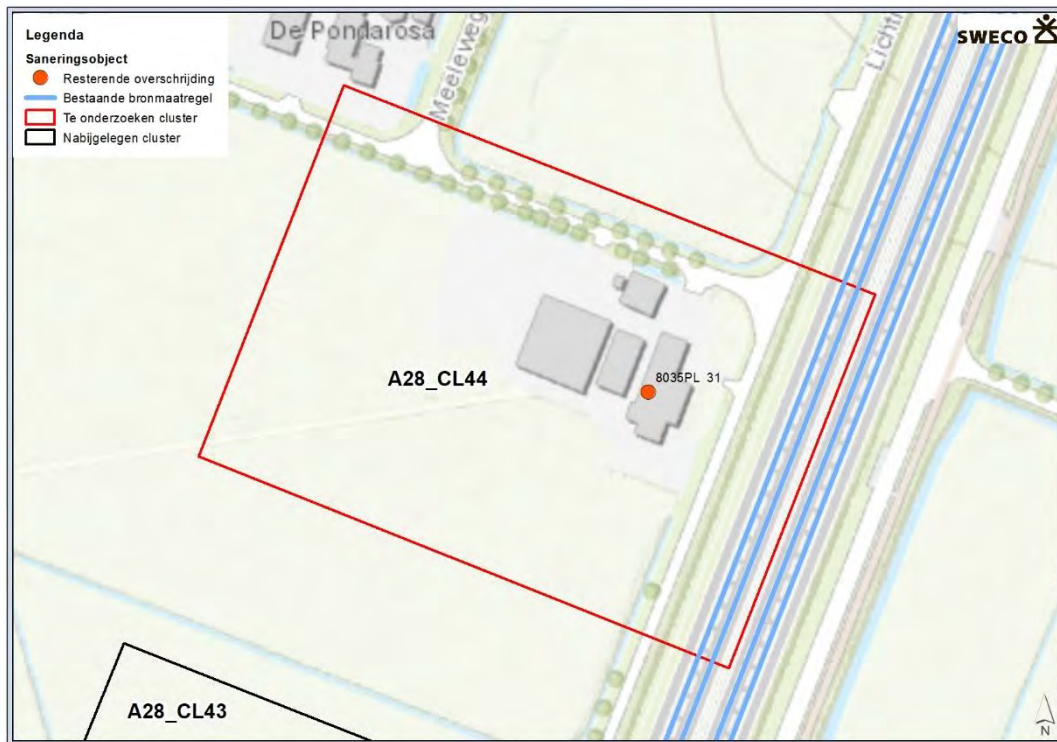 Legenda
Saneringsobject
Resterende overschrijding
Bestaande bronmaatregel
Te onderzoeken cluster
Nabijgelegen cluster
De Pondarosa
Meeleweg
SWECO
A28_CL44
8035PL 31
A28_CL43
N